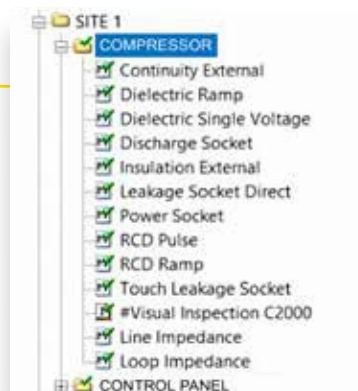 SITE 1
COMPRESSOR
Continuity External
Dielectric Ramp
Dielectric Single Voltage
Discharge Socket
Insulation External
Leakage Socket Direct
Power Socket
RCD Pulse
RCD Ramp
Touch Leakage Socket
#Visual Inspection C2000
Line Impedance
Loop Impedance
CONTROL PANEL